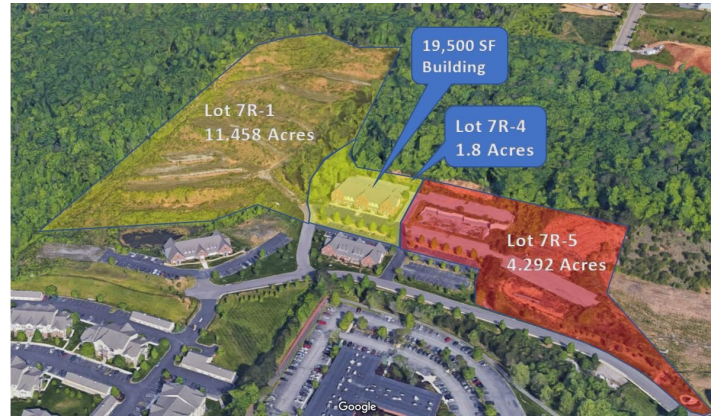 19,500 SF
Building
Lot 7R-1
11.458 Acres
Lot 7R-4
1.8 Acres
Lot 7R-5
4.292 Acres
Google